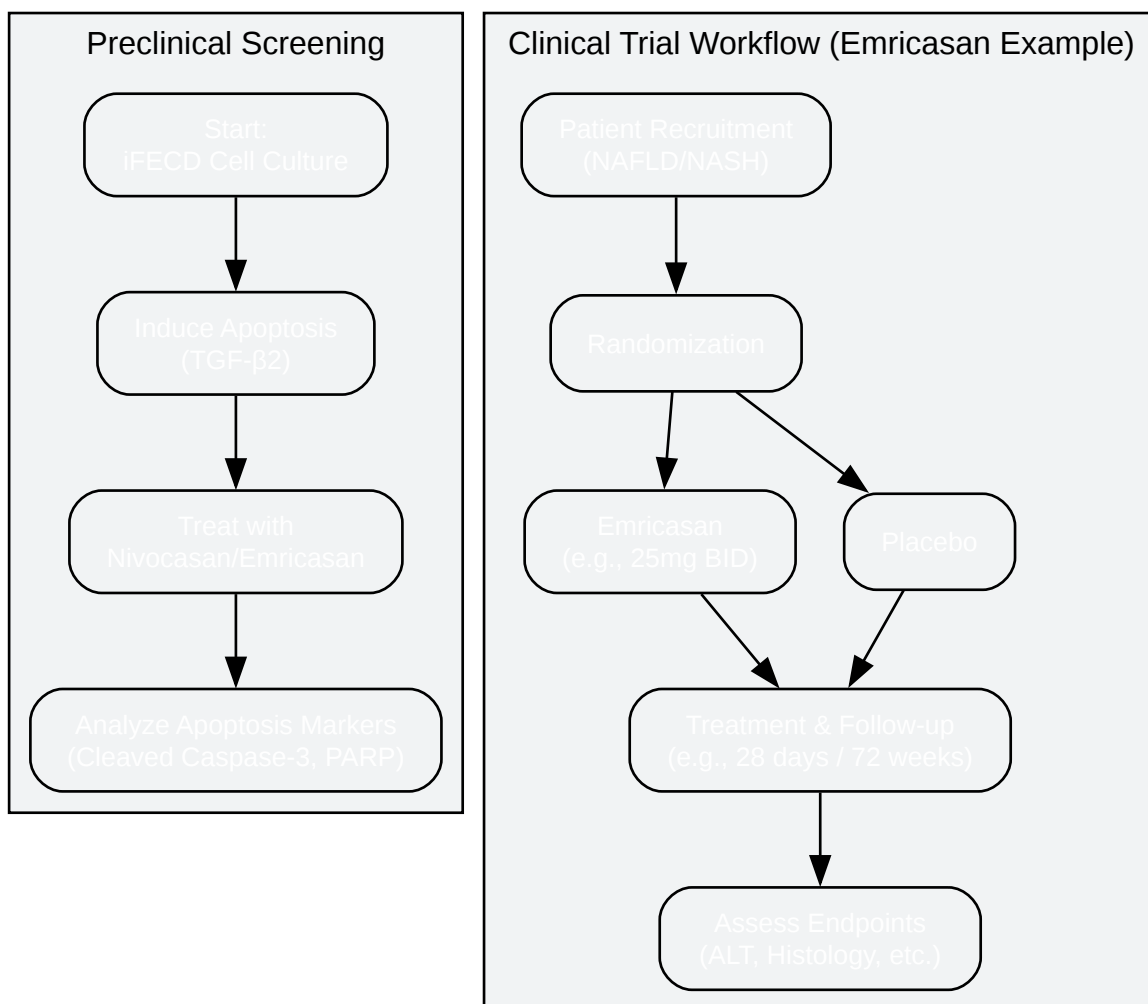 Preclinical Screening
Start:
iFECD Cell Culture
Induce Apoptosis
(TGF-β2)
Treat with
Nivocasan/Emricasan
Analyze Apoptosis Markers
(Cleaved Caspase-3, PARP)
Clinical Trial Workflow (Emricasan Example)
Patient Recruitment
(NAFLD/NASH)
Randomization
Emricasan
(e.g., 25mg BID)
Placebo
Treatment & Follow-up
(e.g., 28 days / 72 weeks)
Assess Endpoints
(ALT, Histology, etc.)